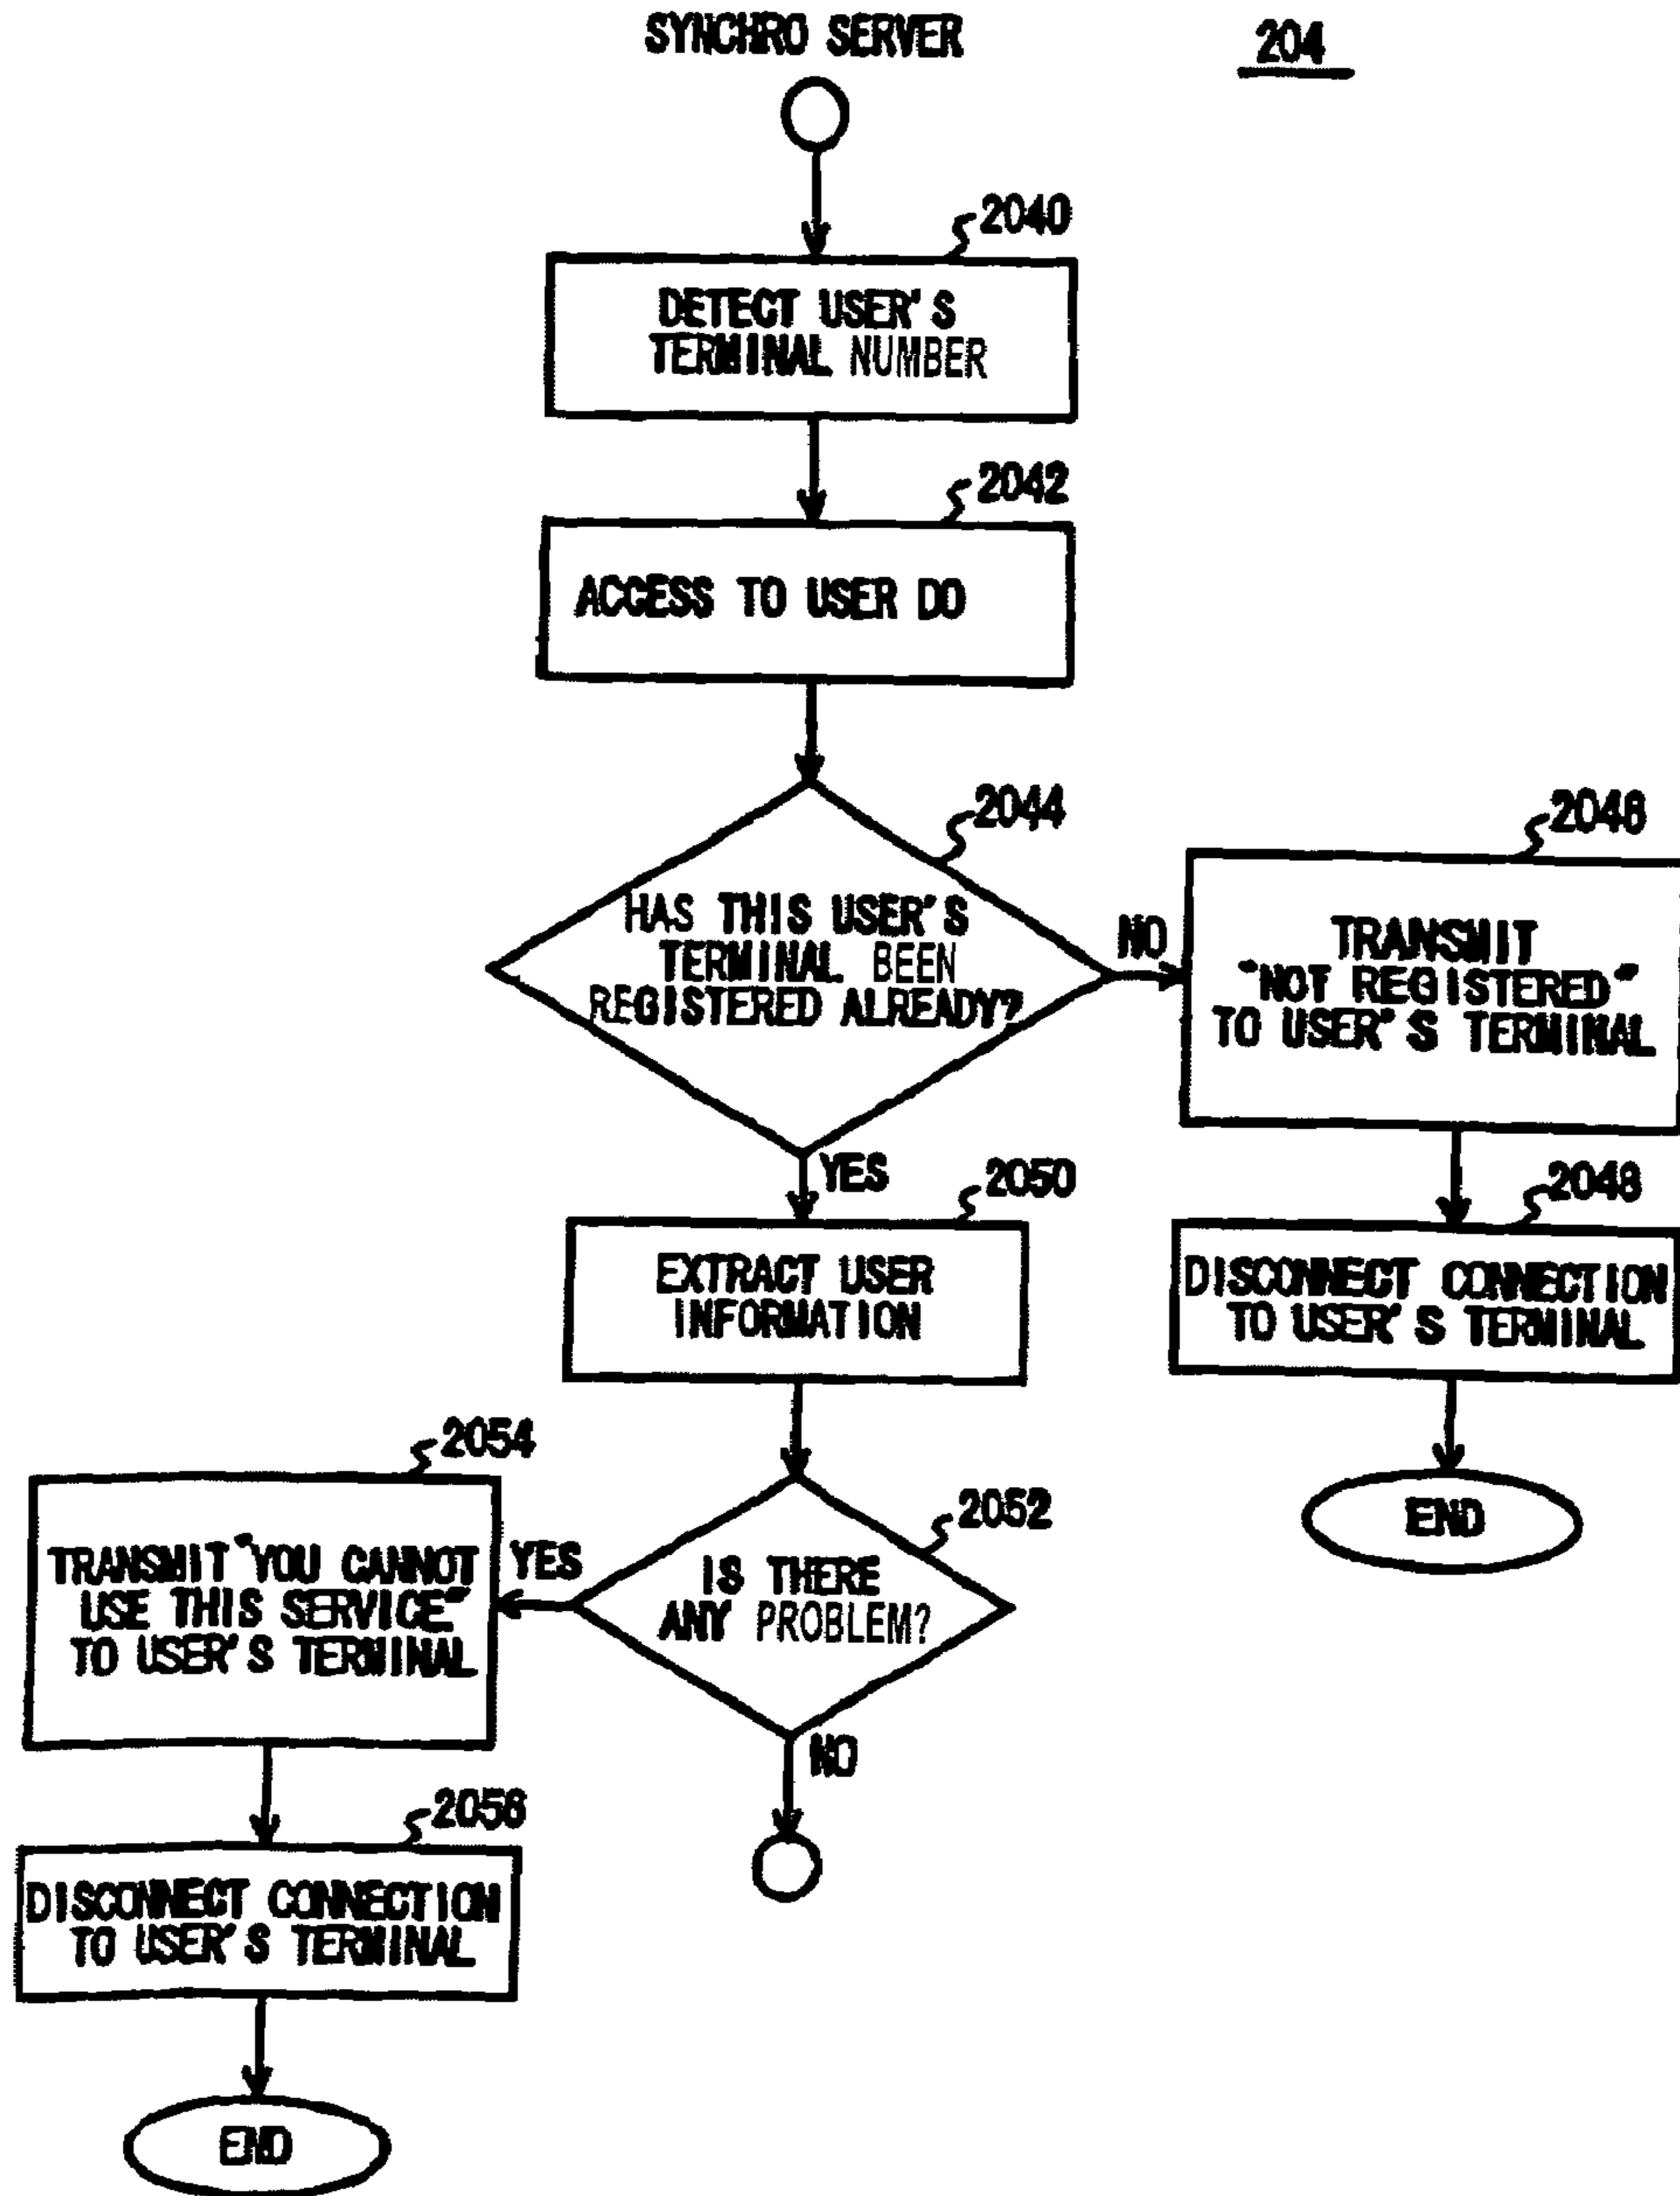 SYNCHRO SERVER
204
2040
DETECT USER'S
TERMINAL NUMBER
2042
ACCESS TO USER DO
2044
HAS THIS USER'S
TERMINAL BEEN
REGISTERED ALREADY?
NO
2046
TRANSMIT
"NOT REGISTERED"
TO USER'S TERMINAL
YES
2050
EXTRACT USER
INFORMATION
2048
DISCONNECT CONNECTION
TO USER'S TERMINAL
END
2052
IS THERE
ANY PROBLEM?
YES
2054
TRANSMIT "YOU CANNOT
USE THIS SERVICE"
TO USER'S TERMINAL
NO
2056
DISCONNECT CONNECTION
TO USER'S TERMINAL
END